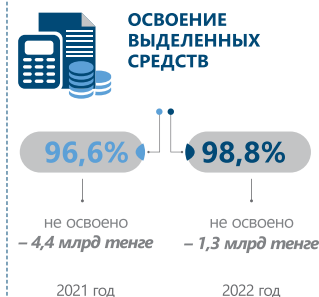 ОСВОЕНИЕ
ВЫДЕЛЕННЫХ
СРЕДСТВ
96,6% 98,8%
не освоено не освоено
– 4,4 млрд тенге – 1,3 млрд тенге
2021 год 2022 год